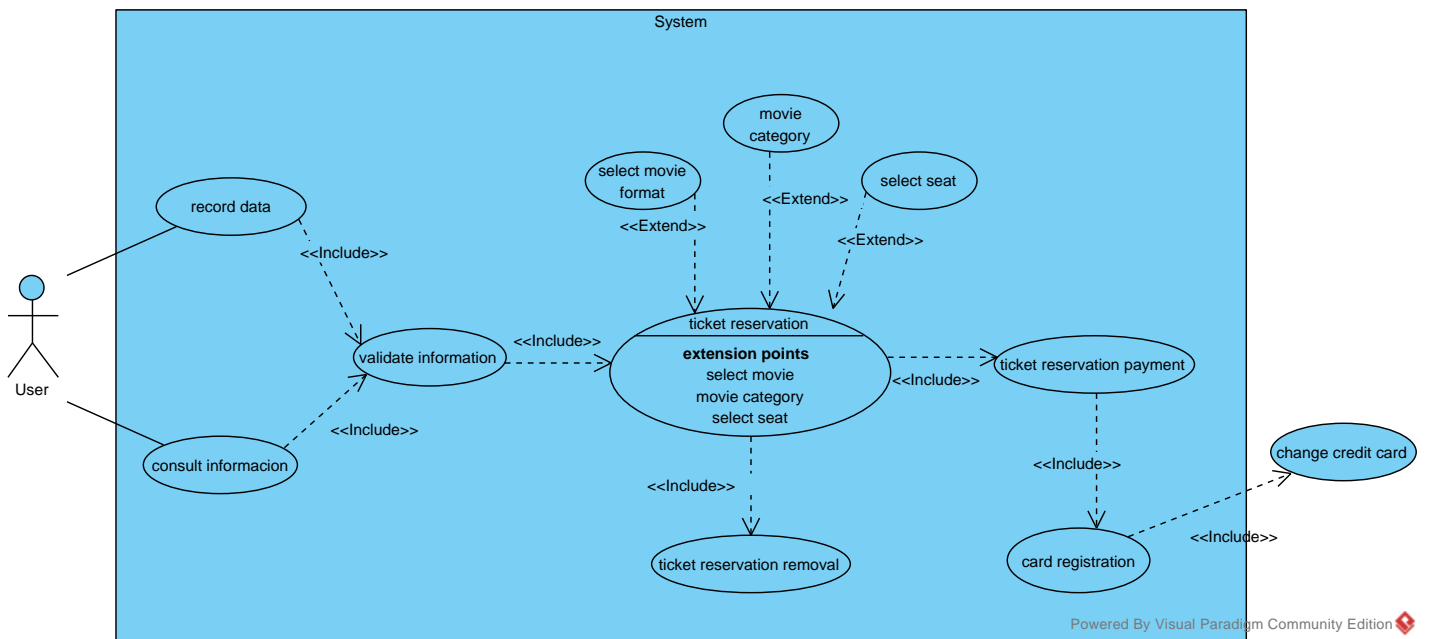 System
movie
category
select movie
format
select seat
record data
<<Extend>>
<<Extend>>
<<Extend>>
<<Include>>
ticket reservation
<<Include>>
validate information
extension points
select movie
movie category
select seat
ticket reservation payment
<<Include>>
User
<<Include>>
consult informacion
change credit card
<<Include>>
<<Include>>
<<Include>>
ticket reservation removal
card registration
Powered By Visual Paradigm Community Edition